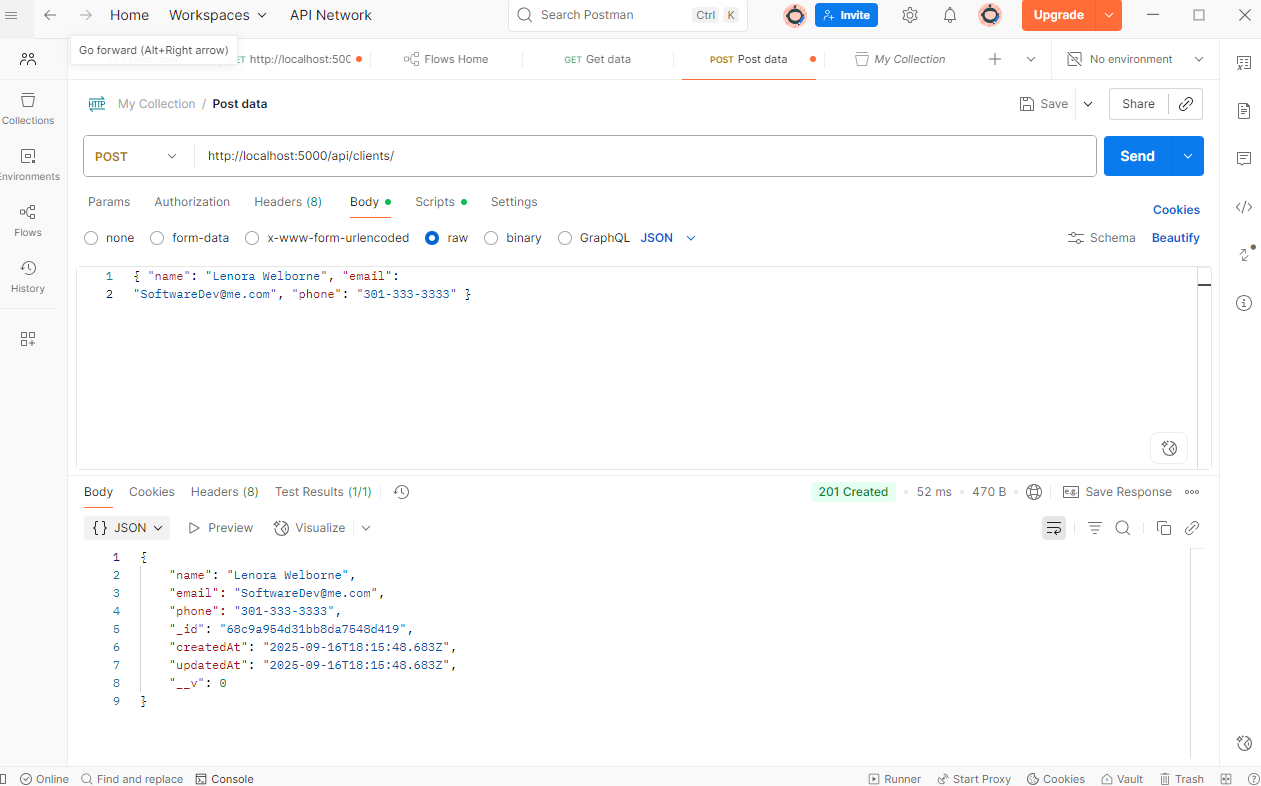 Home Workspaces API Network Search Postman Ctrl K Invite Upgrade
Go forward (Alt+Right arrow)
ET http://localhost:500 Flows Home GET Get data POST Post data My Collection No environment
My Collection / Post data Save Share
Collections
POST http://localhost:5000/api/clients/ Send
Environments
Params Authorization Headers (8) Body Scripts Settings Cookies
Flows
none form-data x-www-form-urlencoded raw binary GraphQL JSON Schema Beautify
History
1 { "name": "Lenora Welborne", "email":
2 "SoftwareDev@me.com", "phone": "301-333-3333" }
Body Cookies Headers (8) Test Results (1/1) 201 Created 52 ms 470 B e.g. Save Response
{} JSON Preview Visualize
1 {
2 "name": "Lenora Welborne",
3 "email": "SoftwareDev@me.com",
4 "phone": "301-333-3333",
5 "_id": "68c9a954d31bb8da7548d419",
6 "createdAt": "2025-09-16T18:15:48.683Z",
7 "updatedAt": "2025-09-16T18:15:48.683Z",
8 "__v": 0
9 }
Online Find and replace Console Runner Start Proxy Cookies Vault Trash